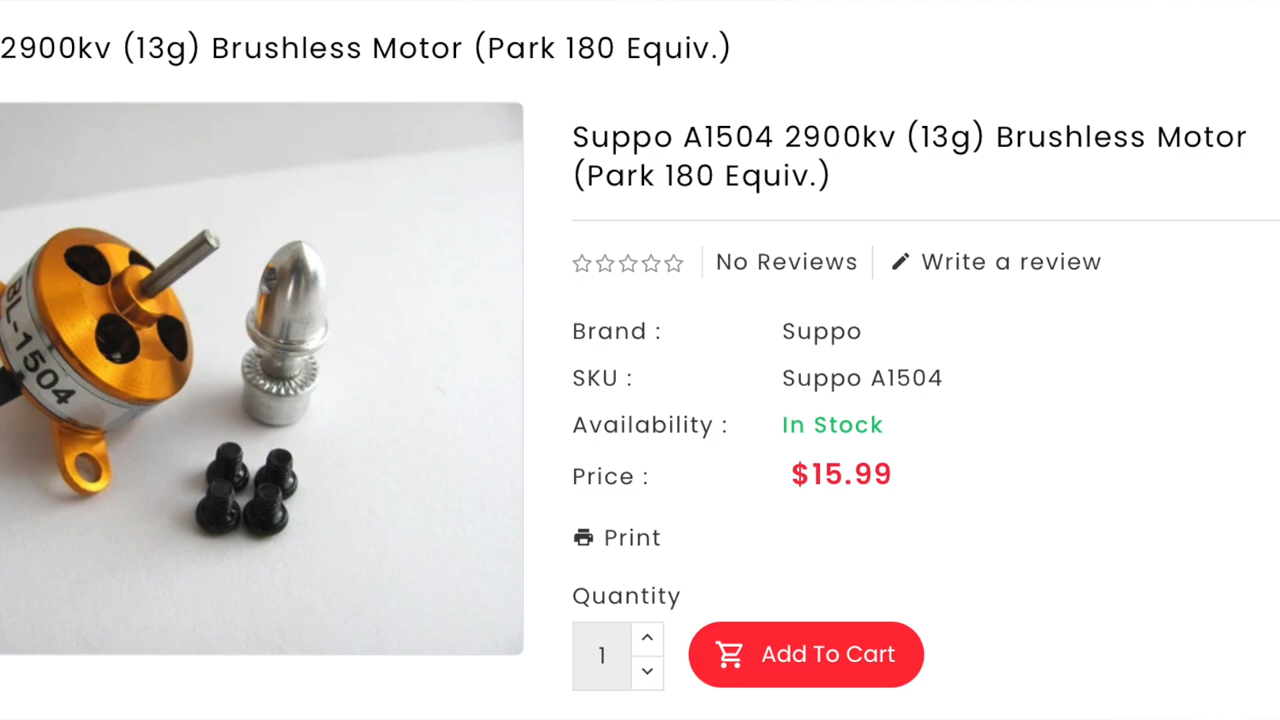 2900kv (13g) Brushless Motor (Park 180 Equiv.)
Suppo A1504 2900kv (13g) Brushless Motor
(Park 180 Equiv.)
No Reviews
Write a review
Brand : Suppo
SKU : Suppo A1504
Availability : In Stock
Price : $15.99
Print
Quantity
1
Add To Cart
BL-1504